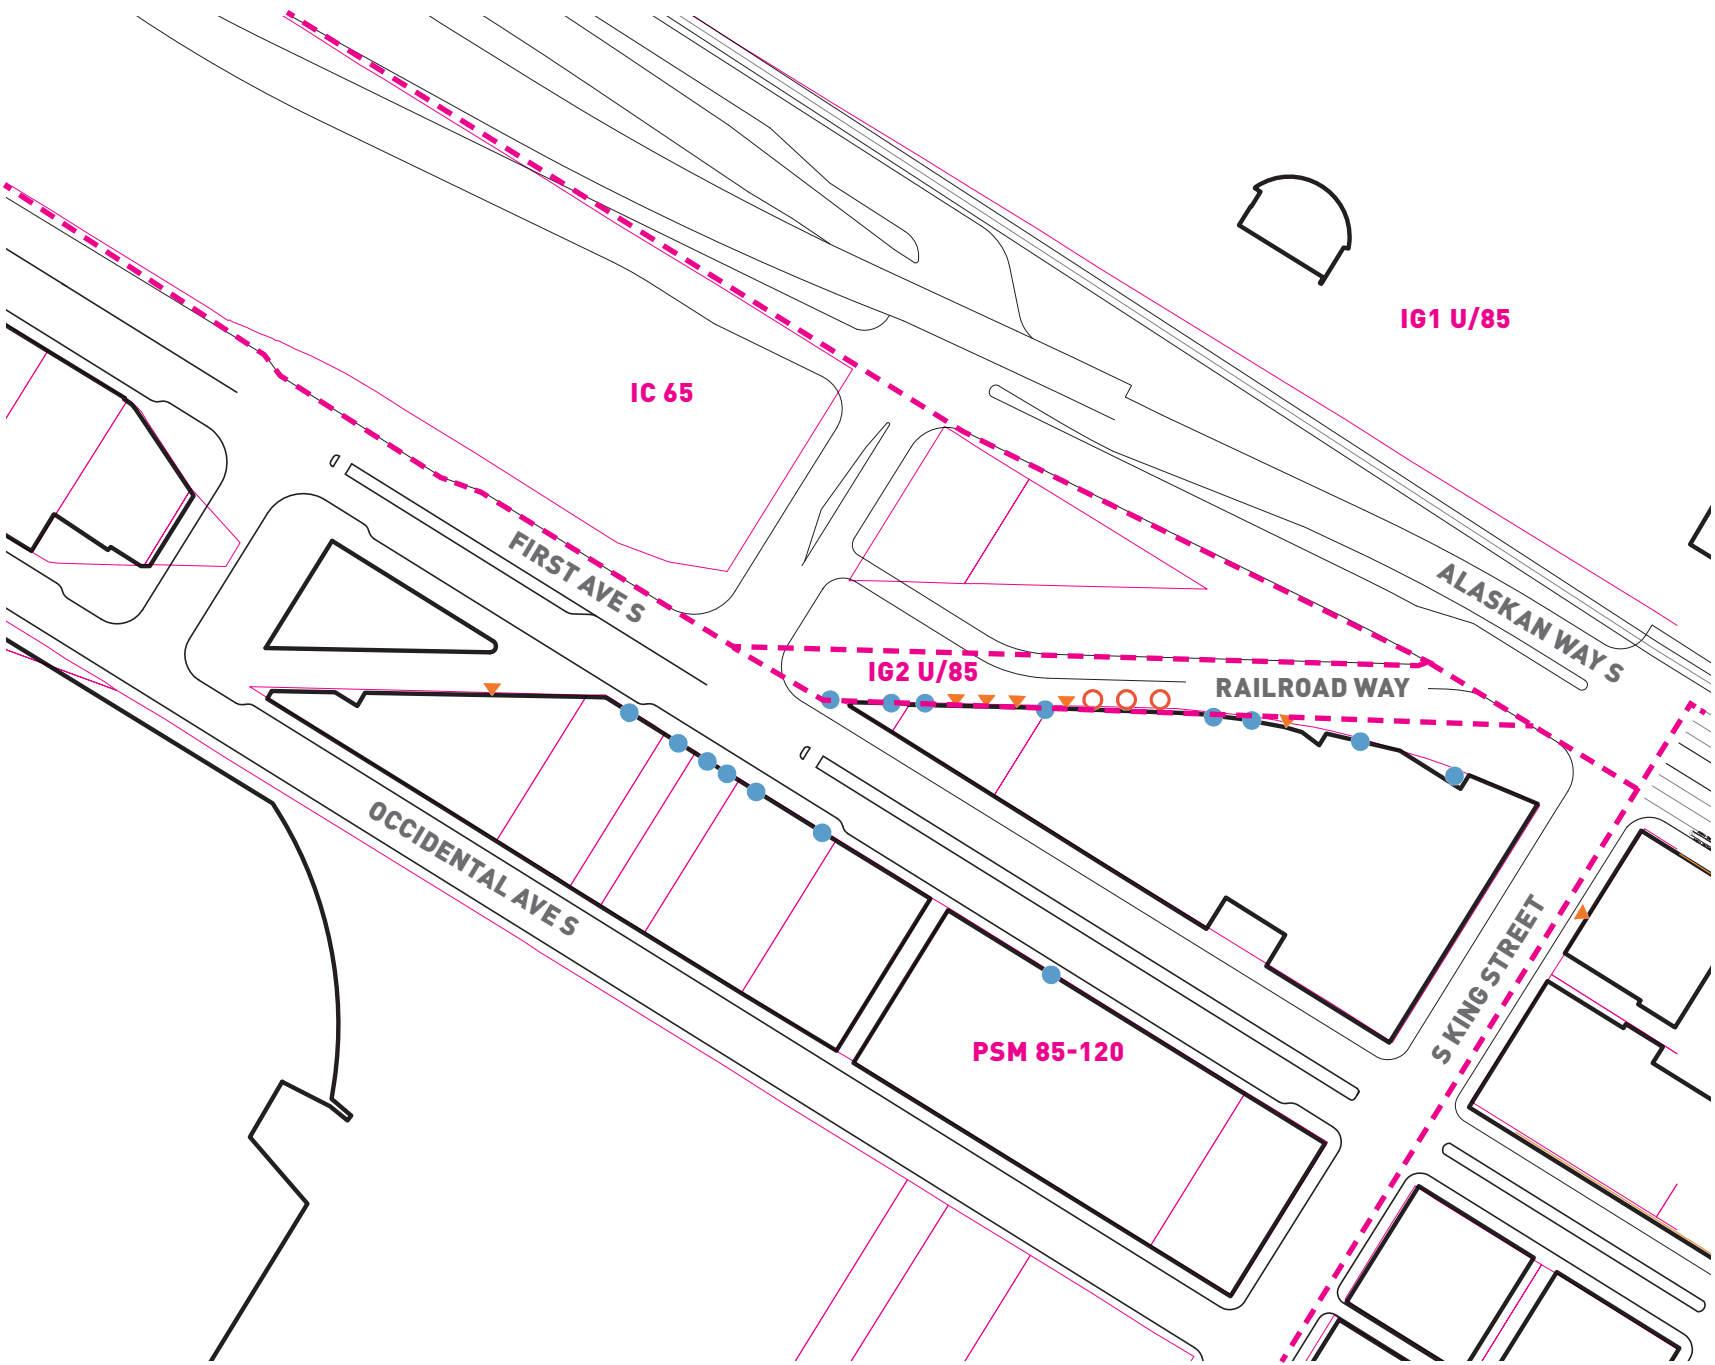 IG1 U/85
IC 65
FIRST AVE S
ALASKAN WAY S
IG2 U/85
RAILROAD WAY
OCCIDENTAL AVE S
S KING STREET
PSM 85-120